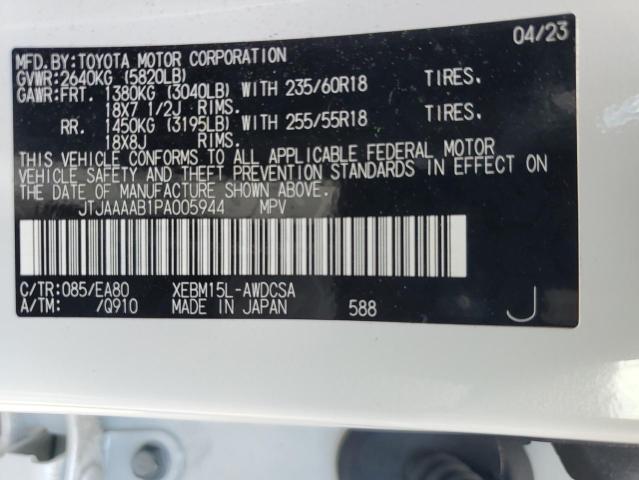 MFD.BY:TOYOTA MOTOR CORPORATION 04/23
GVWR:2640KG (5820LB)
GAWR:FRT. 1380KG (3040LB) WITH 235/60R18 TIRES.
18X7 1/2J RIMS.
RR. 1450KG (3195LB) WITH 255/55R18 TIRES.
18X8J RIMS.
THIS VEHICLE CONFORMS TO ALL APPLICABLE FEDERAL MOTOR
VEHICLE SAFETY AND THEFT PREVENTION STANDARDS IN EFFECT ON
THE DATE OF MANUFACTURE SHOWN ABOVE.
JTJAAAAB1PA005944 MPV
C/TR:085/EA80 XEBM15L-AWDCSA
A/TM: /Q910 MADE IN JAPAN 588 J